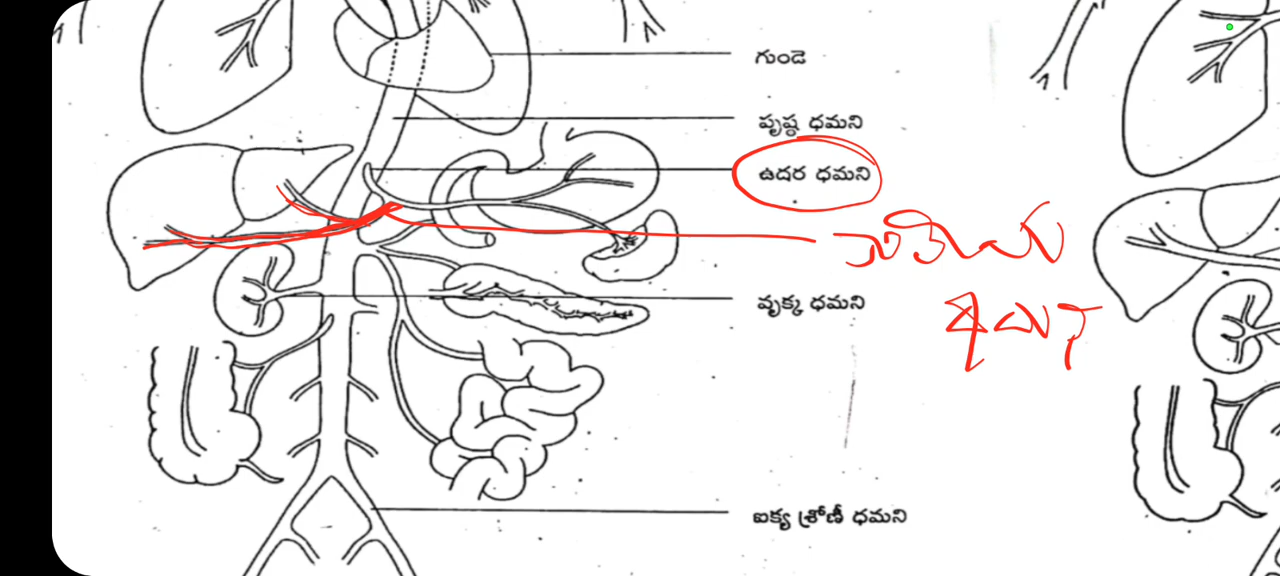 గుండె
పృష్ఠ ధమని
ఉదర ధమని
వృక్క ధమని
ఐక్య శ్రోణీ ధమని